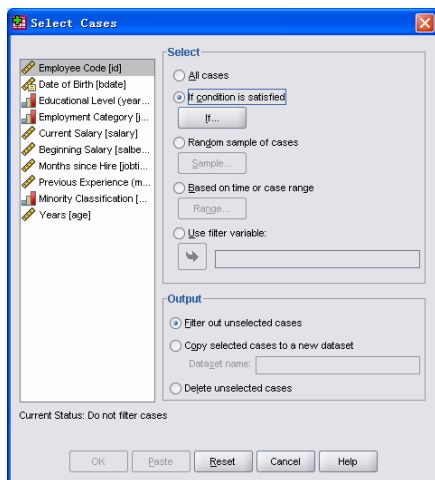 Select Cases
Employee Code [id]
Date of Birth [bdate]
Educational Level (year...
Employment Category [j...
Current Salary [salary]
Beginning Salary [salbe...
Months since Hire [jobti...
Previous Experience (m...
Minority Classification [...
Years [age]
Select
All cases
If condition is satisfied
If...
Random sample of cases
Sample...
Based on time or case range
Range...
Use filter variable:
Output
Filter out unselected cases
Copy selected cases to a new dataset
Dataset name:
Delete unselected cases
Current Status: Do not filter cases
OK
Paste
Reset
Cancel
Help